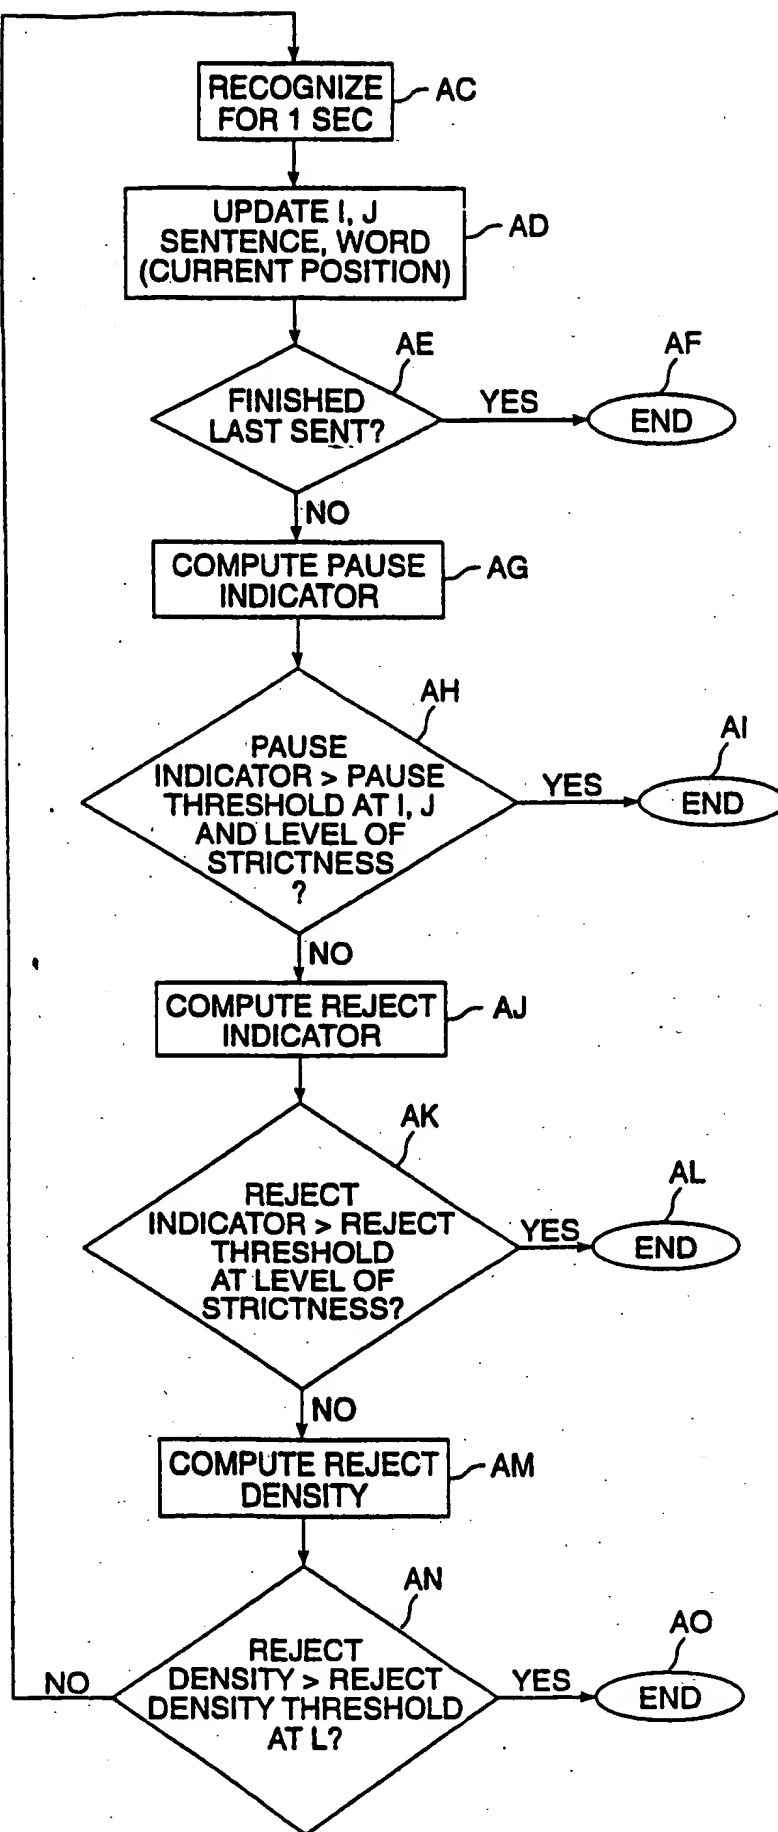 RECOGNIZE
FOR 1 SEC
AC
UPDATE I, J
SENTENCE, WORD
(CURRENT POSITION)
AD
AE
FINISHED
LAST SENT?
YES
AF
END
NO
COMPUTE PAUSE
INDICATOR
AG
AH
PAUSE
INDICATOR > PAUSE
THRESHOLD AT I, J
AND LEVEL OF
STRICTNESS
?
YES
AI
END
NO
COMPUTE REJECT
INDICATOR
AJ
AK
REJECT
INDICATOR > REJECT
THRESHOLD
AT LEVEL OF
STRICTNESS?
YES
AL
END
NO
COMPUTE REJECT
DENSITY
AM
AN
REJECT
DENSITY > REJECT
DENSITY THRESHOLD
AT L?
NO
YES
AO
END